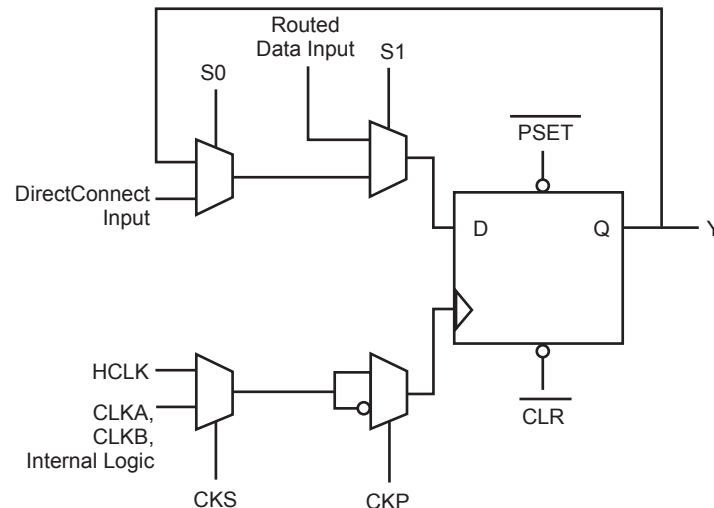 Routed
Data Input
S1
S0
PSET
DirectConnect
Input
D
Q
Y
HCLK
CLKA,
CLKB,
Internal Logic
CLR
CKS
CKP